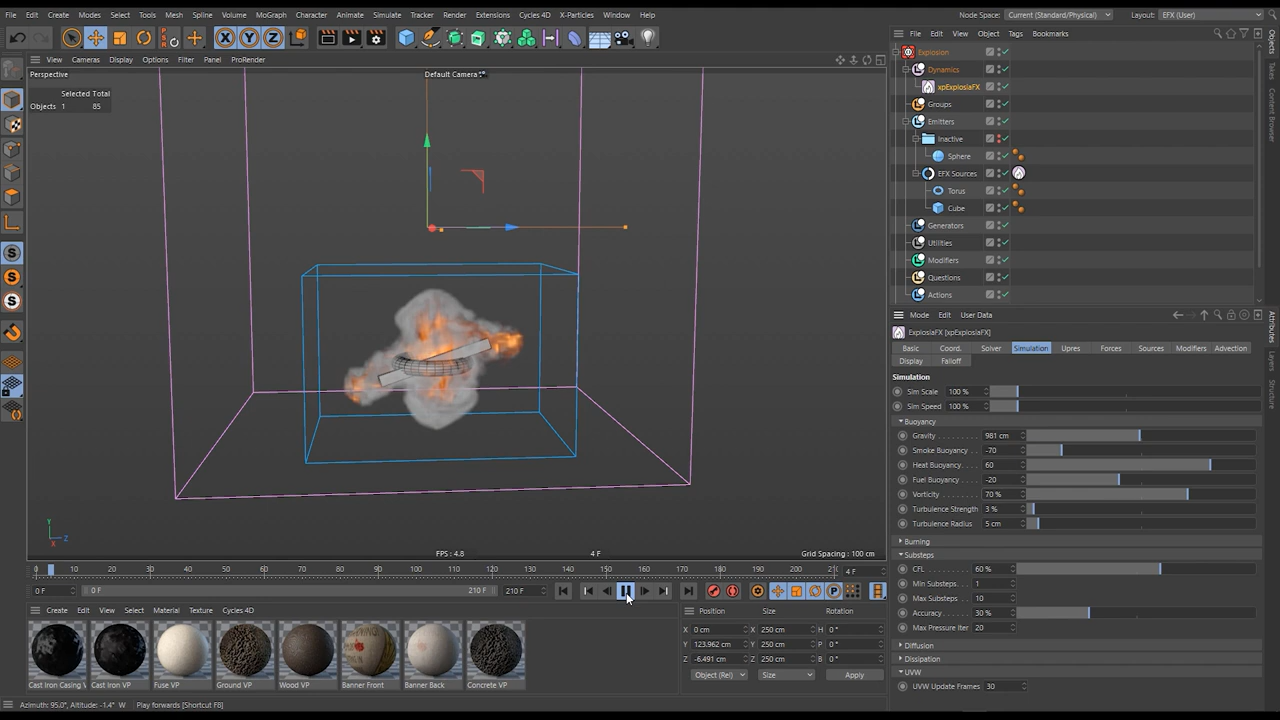 File Edit Create Modes Select Tools Mesh Spline Volume MoGraph Character Animate Simulate Tracker Render Extensions Cycles 4D X-Particles Window Help
Node Space: Current (Standard/Physical) Layout: EFX (User)
X Y Z
View Cameras Display Options Filter Panel ProRender
File Edit View Object Tags Bookmarks
Perspective
Default Camera
Selected Total
Objects 1 85
Explosion
Dynamics
xpExplosiaFX
Groups
Emitters
Inactive
Sphere
EFX Sources
Torus
Cube
Generators
Utilities
Modifiers
Questions
Actions
Objects
Takes
Content Browser
Attributes
Layers
Structure
Mode Edit User Data
ExplosiaFX [xpExplosiaFX]
Basic Coord. Solver Simulation Upres Forces Sources Modifiers Advection
Display Falloff
Simulation
Sim Scale 100 %
Sim Speed 100 %
Buoyancy
Gravity . . . . . . . . . 981 cm
Smoke Buoyancy -70
Heat Buoyancy. . . . 60
Fuel Buoyancy . . . . -20
Vorticity . . . . . . . . 70 %
Turbulence Strength 3 %
Turbulence Radius 5 cm
Burning
Substeps
CFL . . . . . . . . . 60 %
Min Substeps. . . 1
Max Substeps . . 10
Accuracy. . . . . . 30 %
Max Pressure Iter 20
Diffusion
Dissipation
UVW
UVW Update Frames 30
Y
Z
X
FPS : 4.8
4 F
Grid Spacing : 100 cm
0 10 20 30 40 50 60 70 80 90 100 110 120 130 140 150 160 170 180 190 200 21
4 F
0 F 0 F 210 F 210 F
P
Create Edit View Select Material Texture Cycles 4D
Cast Iron Casing V Cast Iron VP Fuse VP Ground VP Wood VP Banner Front Banner Back Banner VP Concrete VP
Position Size Rotation
X 0 cm X 250 cm H 0 °
Y 123.962 cm Y 250 cm P 0 °
Z -6.491 cm Z 250 cm B 0 °
Object (Rel) Size Apply
Azimuth: 95.0°, Altitude: -1.4° W Play forwards [Shortcut F8]